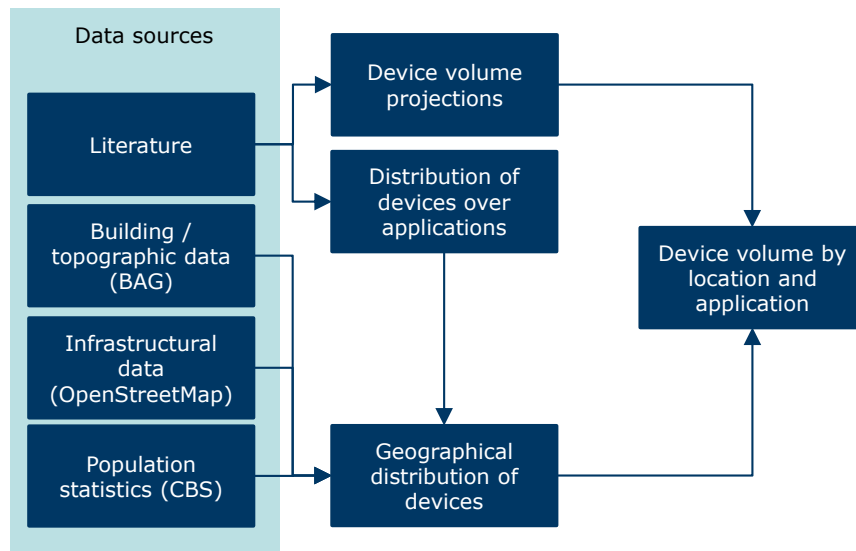 Data sources
Literature
Building /
topographic data
(BAG)
Infrastructural
data
(OpenStreetMap)
Population
statistics (CBS)
Device volume
projections
Distribution of
devices over
applications
Geographical
distribution of
devices
Device volume by
location and
application